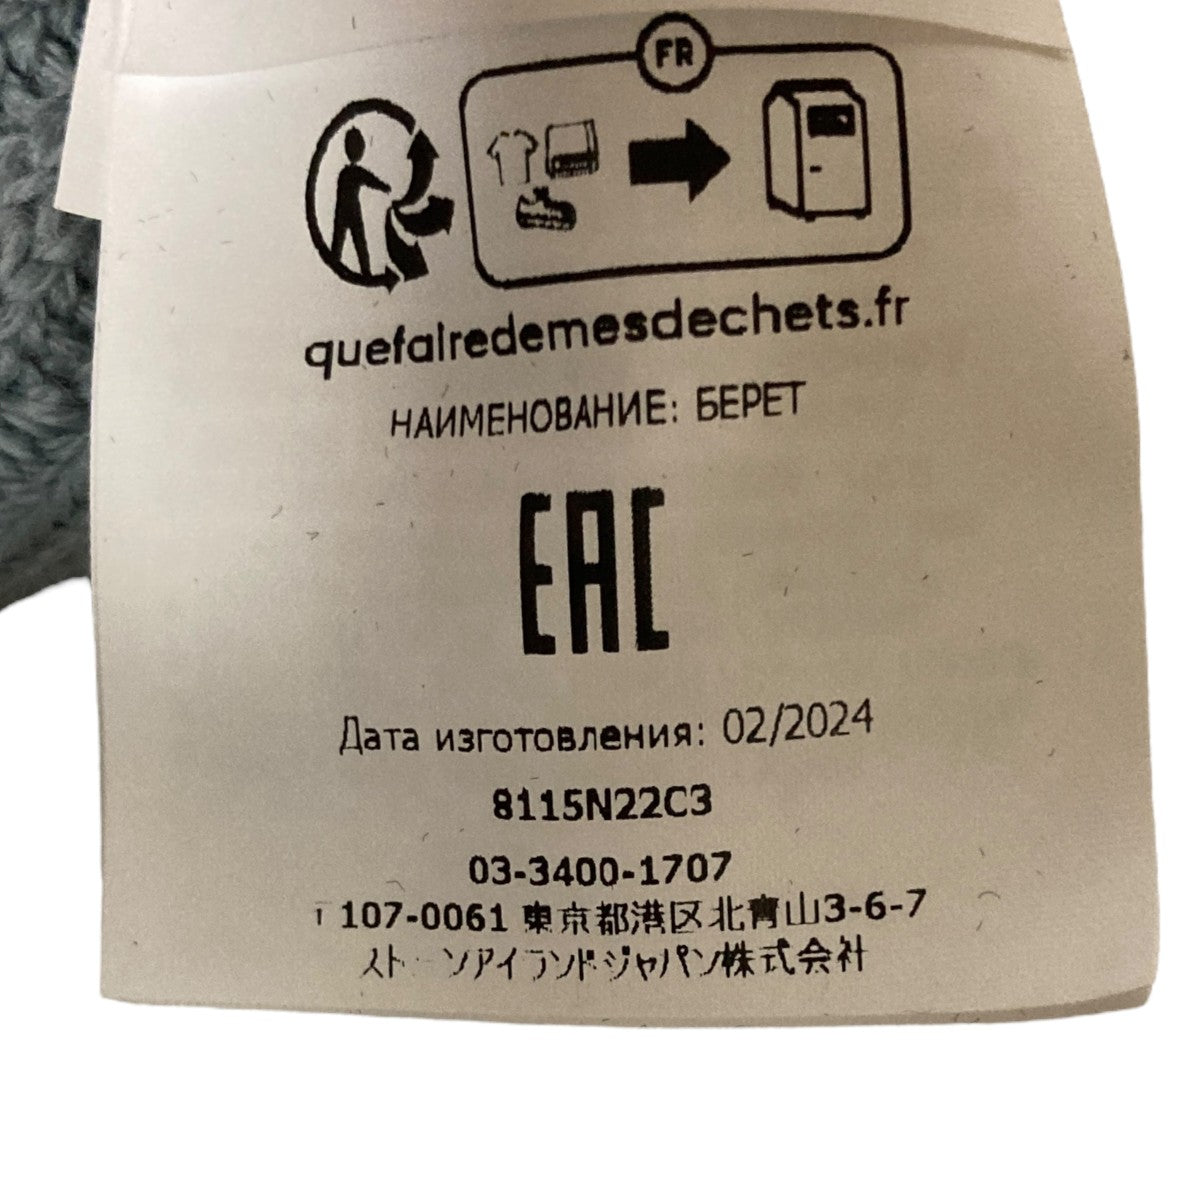 FR
quefairedemesdechets.fr
НАИМЕНОВАНИЕ: БЕРЕТ
EAC
Дата изготовления: 02/2024
8115N22C3
03-3400-1707
〒107-0061 東京都港区北青山3-6-7
ストーンアイランドジャパン株式会社